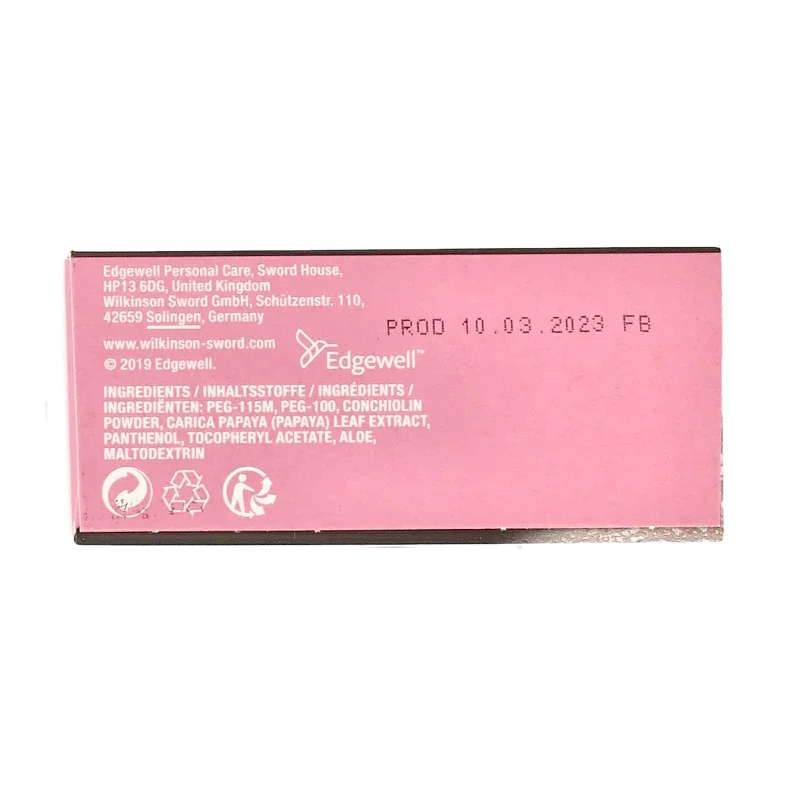 Edgewell Personal Care, Sword House,
HP13 6DG, United Kingdom
Wilkinson Sword GmbH, Schützenstr. 110,
42659 Solingen, Germany
www.wilkinson-sword.com
© 2019 Edgewell.
Edgewell™
PROD 10.03.2023 FB
INGREDIENTS / INHALTSSTOFFE / INGRÉDIENTS /
INGREDIËNTEN: PEG-115M, PEG-100, CONCHIOLIN
POWDER, CARICA PAPAYA (PAPAYA) LEAF EXTRACT,
PANTHENOL, TOCOPHERYL ACETATE, ALOE,
MALTODEXTRIN